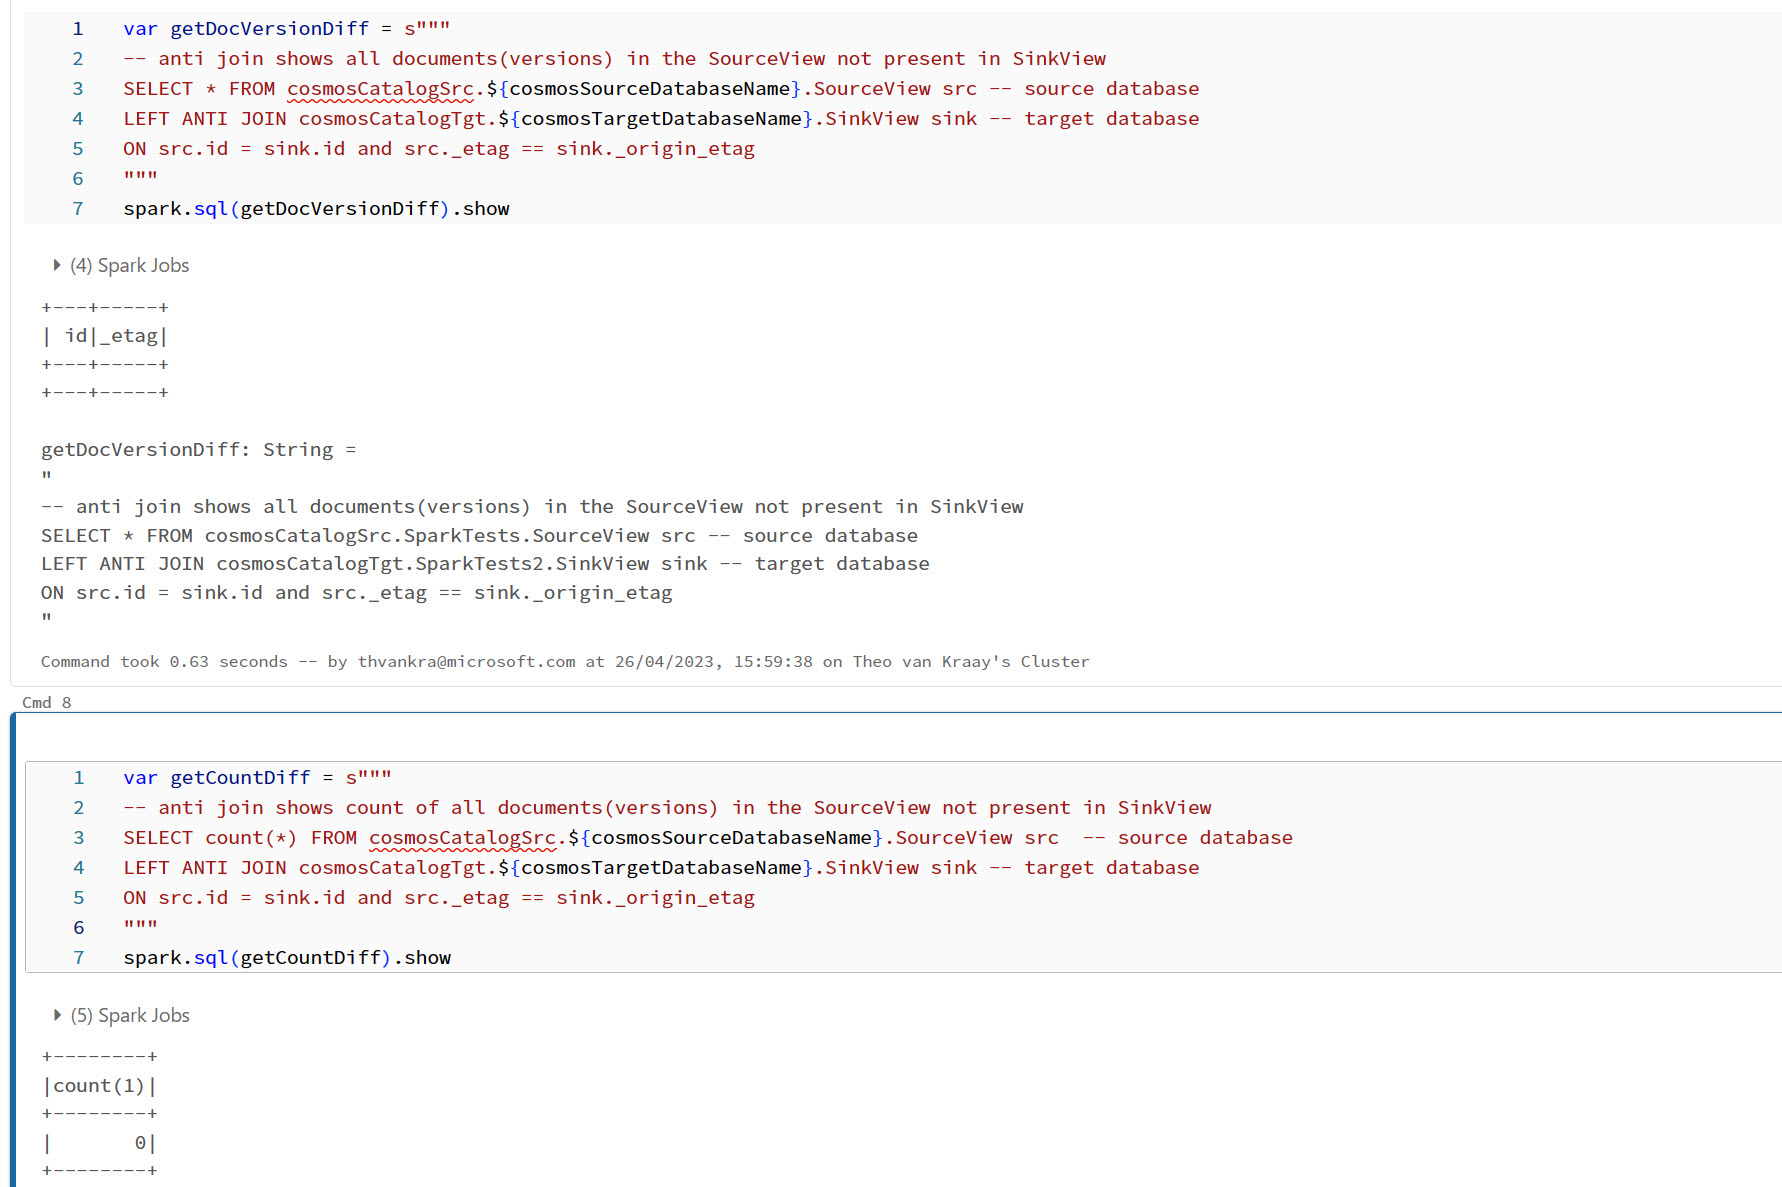 1 var getDocVersionDiff = s"""
2 -- anti join shows all documents(versions) in the SourceView not present in SinkView
3 SELECT * FROM cosmosCatalogSrc.${cosmosSourceDatabaseName}.SourceView src -- source database
4 LEFT ANTI JOIN cosmosCatalogTgt.${cosmosTargetDatabaseName}.SinkView sink -- target database
5 ON src.id = sink.id and src._etag == sink._origin_etag
6 """
7 spark.sql(getDocVersionDiff).show
(4) Spark Jobs
+---+-----+
| id|_etag|
+---+-----+
+---+-----+
getDocVersionDiff: String =
"
-- anti join shows all documents(versions) in the SourceView not present in SinkView
SELECT * FROM cosmosCatalogSrc.SparkTests.SourceView src -- source database
LEFT ANTI JOIN cosmosCatalogTgt.SparkTests2.SinkView sink -- target database
ON src.id = sink.id and src._etag == sink._origin_etag
"
Command took 0.63 seconds -- by thvankra@microsoft.com at 26/04/2023, 15:59:38 on Theo van Kraay's Cluster
Cmd 8
1 var getCountDiff = s"""
2 -- anti join shows count of all documents(versions) in the SourceView not present in SinkView
3 SELECT count(*) FROM cosmosCatalogSrc.${cosmosSourceDatabaseName}.SourceView src  -- source database
4 LEFT ANTI JOIN cosmosCatalogTgt.${cosmosTargetDatabaseName}.SinkView sink -- target database
5 ON src.id = sink.id and src._etag == sink._origin_etag
6 """
7 spark.sql(getCountDiff).show
(5) Spark Jobs
+--------+
|count(1)|
+--------+
|       0|
+--------+